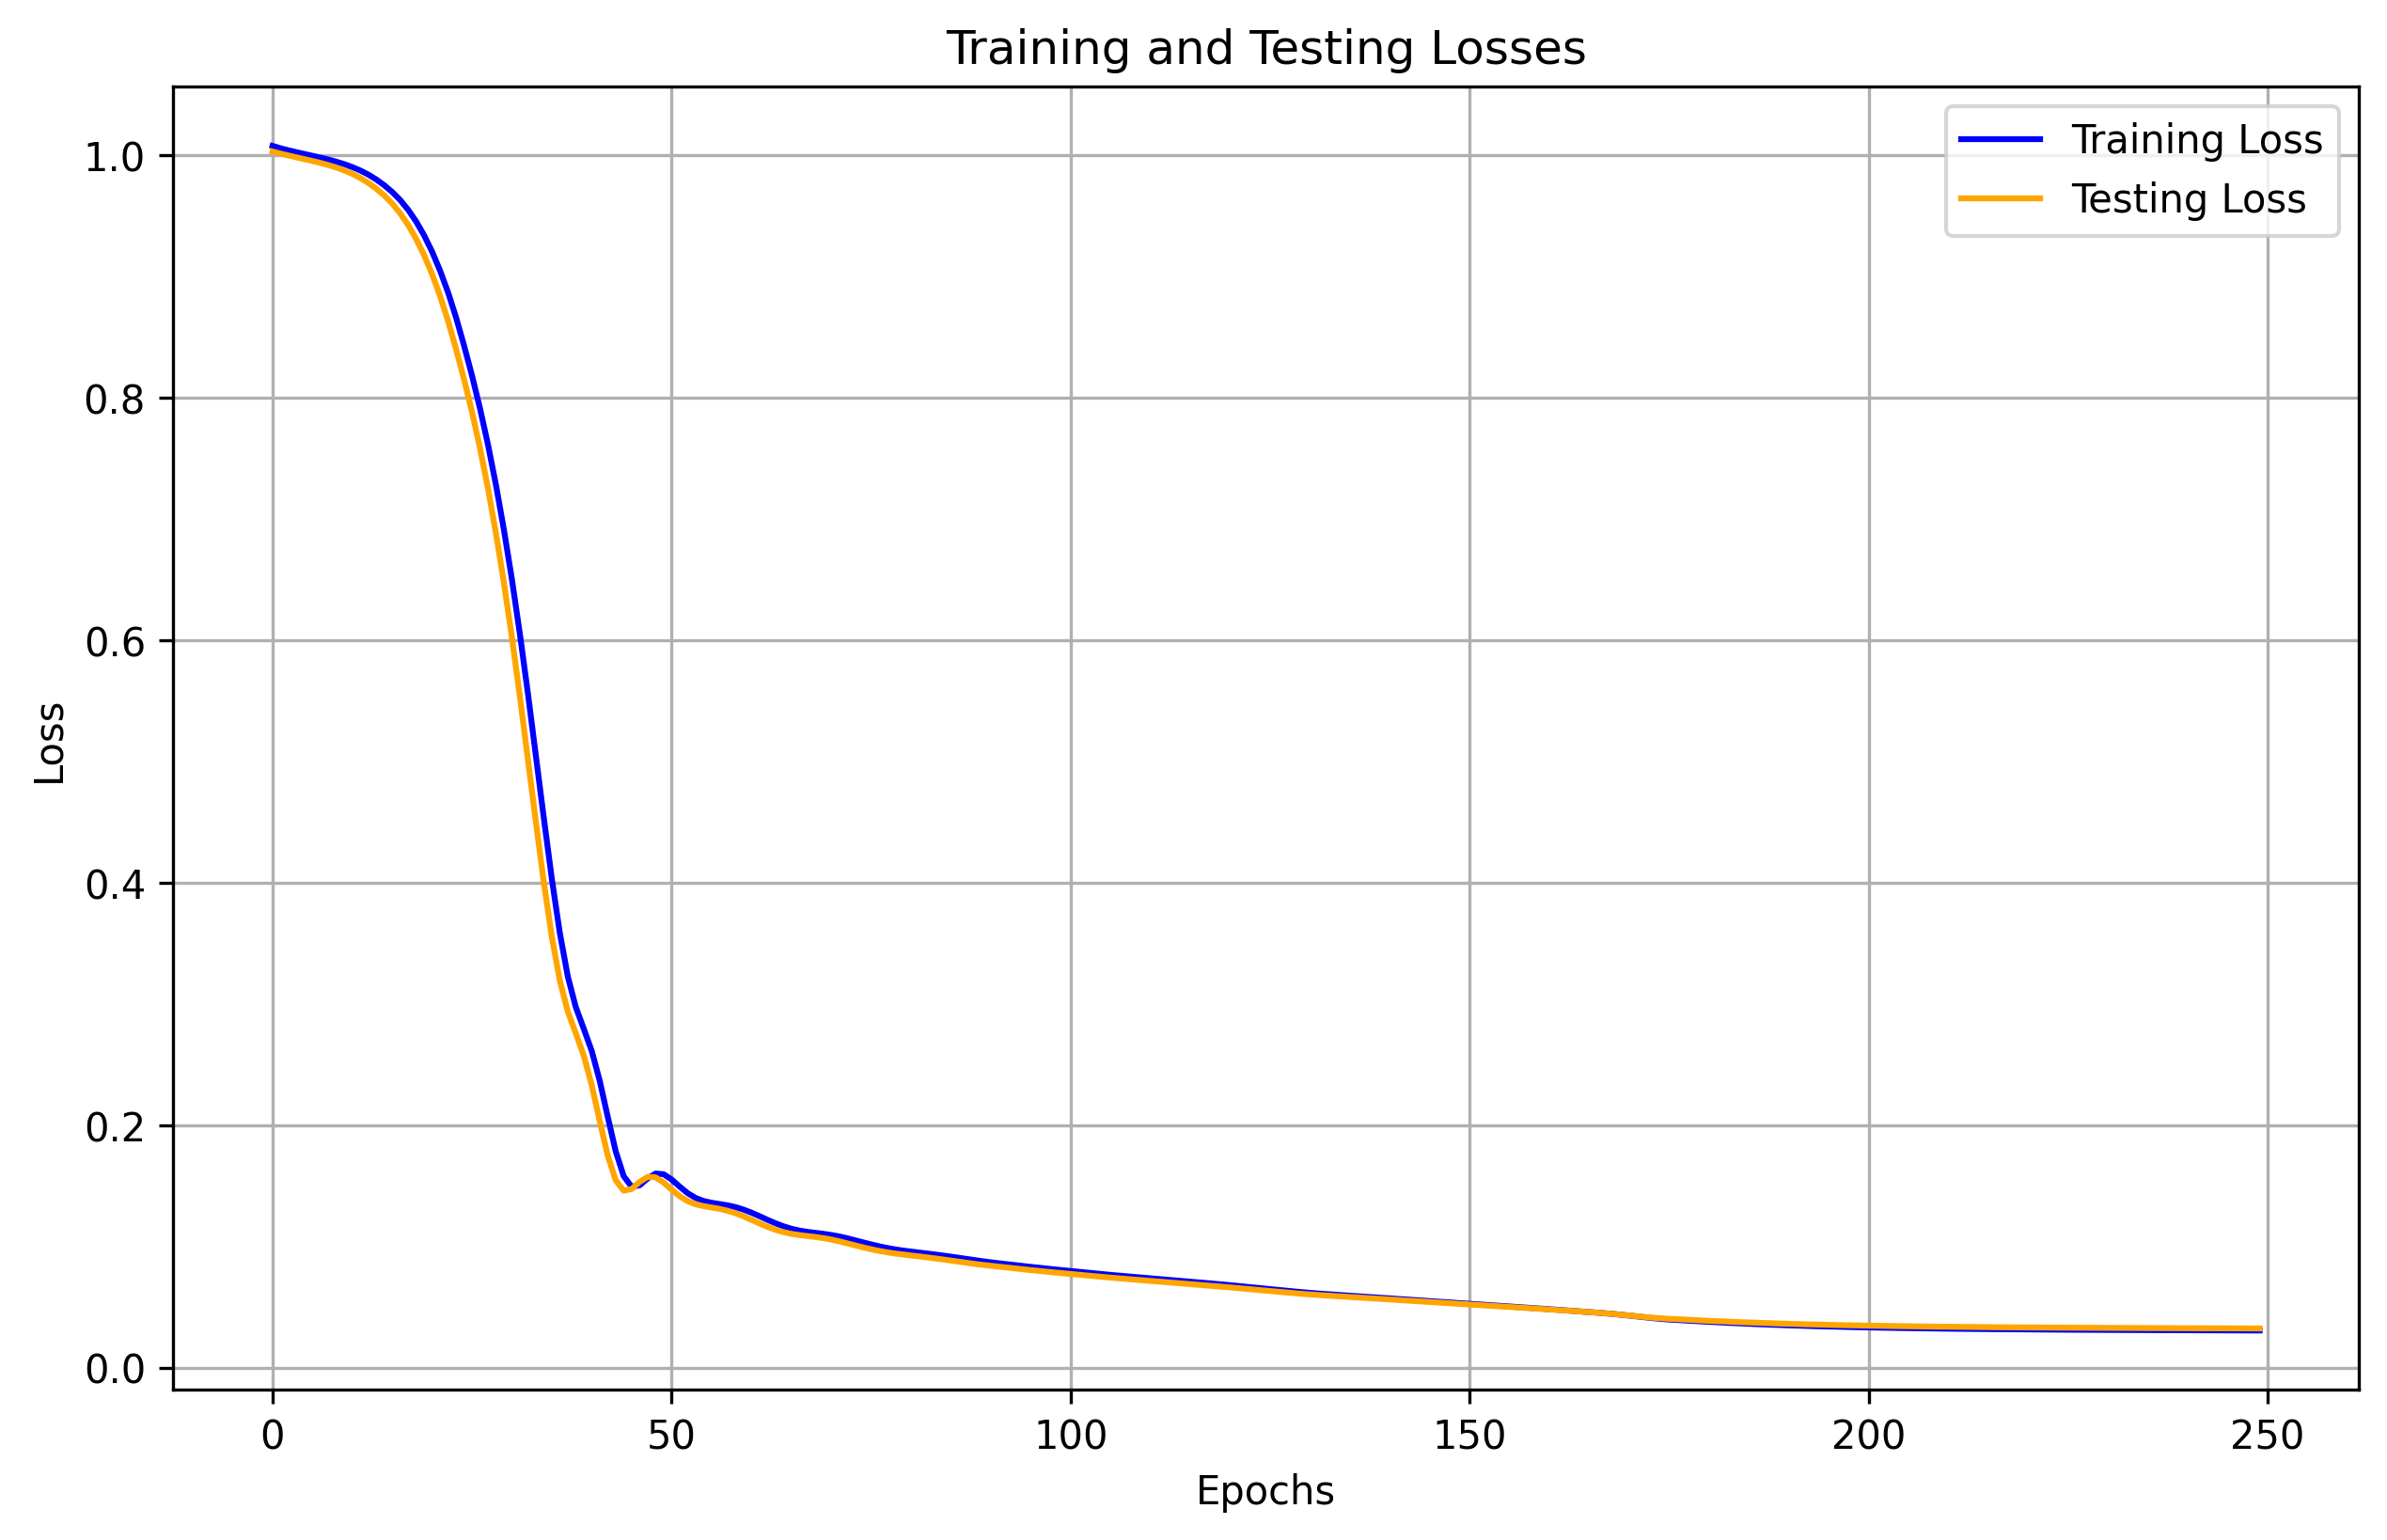 Training and Testing Losses
Training Loss
Testing Loss
1.0
0.8
0.6
0.4
0.2
0.0
Loss
0 50 100 150 200 250
Epochs